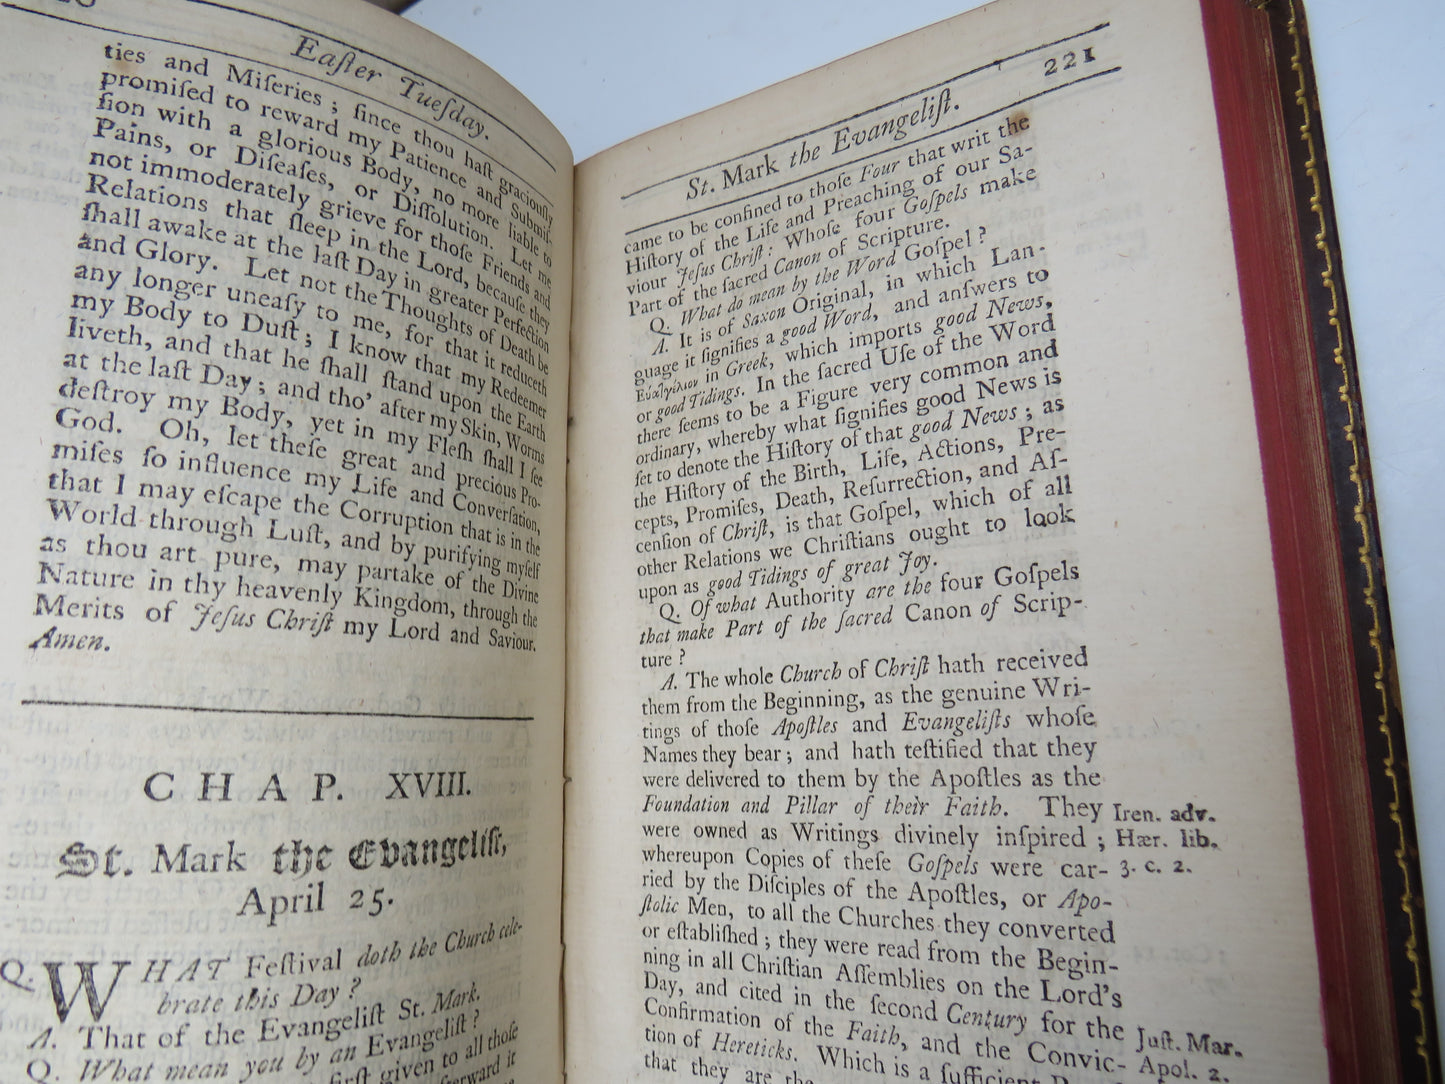 Easter Tuesday.
ties and Miſeries; ſince thou haſt graciouſly
promiſed to reward my Patience and Submiſ-
ſion with a glorious Body, no more liable to
Pains, or Diſeaſes, or Diſſolution. Let me
not immoderately grieve for thoſe Friends and
Relations that ſleep in the Lord, becauſe they
ſhall awake at the laſt Day in greater Perfection
and Glory. Let not the Thoughts of Death be
any longer uneaſy to me, for that it reduceth
my Body to Duſt; I know that my Redeemer
liveth, and that he ſhall ſtand upon the Earth
at the laſt Day; and tho' after my Skin, Worms
deſtroy my Body, yet in my Fleſh ſhall I ſee
God. Oh, let theſe great and precious Pro-
miſes ſo influence my Life and Converſation,
that I may eſcape the Corruption that is in the
World through Luſt, and by purifying myſelf
as thou art pure, may partake of the Divine
Nature in thy heavenly Kingdom, through the
Merits of Jeſus Chriſt my Lord and Saviour.
Amen.
CHAP. XVIII.
St. Mark the Evangeliſt,
April 25.
Q. WHAT Feſtival doth the Church cele-
brate this Day?
A. That of the Evangeliſt St. Mark.
Q. What mean you by an Evangeliſt?
firſt given to all thoſe
St. Mark the Evangeliſt. 221
came to be confined to thoſe Four that writ the
Hiſtory of the Life and Preaching of our Sa-
viour Jeſus Chriſt: Whoſe four Goſpels make
Part of the ſacred Canon of Scripture.
Q. What do mean by the Word Goſpel?
A. It is of Saxon Original, in which Lan-
guage it ſignifies a good Word, and anſwers to
Εὐαγγέλιον in Greek, which imports good News,
or good Tidings. In the ſacred Uſe of the Word
there ſeems to be a Figure very common and
ordinary, whereby what ſignifies good News is
ſet to denote the Hiſtory of that good News; as
the Hiſtory of the Birth, Life, Actions, Pre-
cepts, Promiſes, Death, Reſurrection, and Aſ-
cenſion of Chriſt, is that Goſpel, which of all
other Relations we Chriſtians ought to look
upon as good Tidings of great Joy.
Q. Of what Authority are the four Goſpels
that make Part of the ſacred Canon of Scrip-
ture?
A. The whole Church of Chriſt hath received
them from the Beginning, as the genuine Wri-
tings of thoſe Apoſtles and Evangeliſts whoſe
Names they bear; and hath teſtified that they
were delivered to them by the Apoſtles as the
Foundation and Pillar of their Faith. They Iren. adv.
were owned as Writings divinely inſpired; Hær. lib.
whereupon Copies of theſe Goſpels were car- 3. c. 2.
ried by the Diſciples of the Apoſtles, or Apo-
ſtolic Men, to all the Churches they converted
or eſtabliſhed; they were read from the Begin-
ning in all Chriſtian Aſſemblies on the Lord's
Day, and cited in the ſecond Century for the
Confirmation of the Faith, and the Convic- Juſt. Mar.
tion of Hereticks. Which is a ſufficient Apol. 2.
that they are the